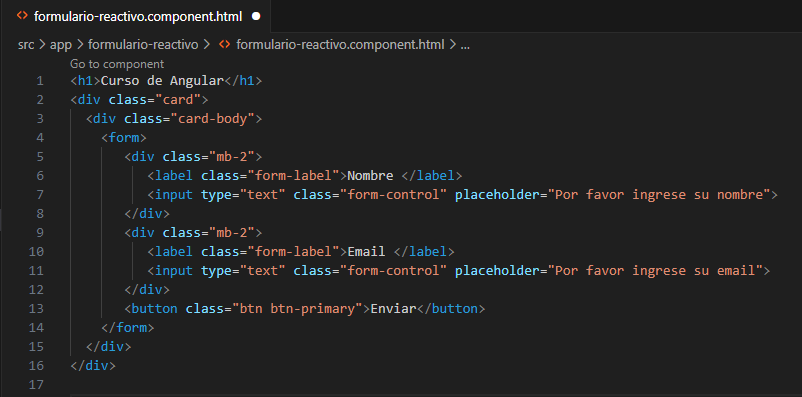 <> formulario-reactivo.component.html ●
src > app > formulario-reactivo > <> formulario-reactivo.component.html > ...
Go to component
1 <h1>Curso de Angular</h1>
2 <div class="card">
3   <div class="card-body">
4     <form>
5        <div class="mb-2">
6           <label class="form-label">Nombre </label>
7           <input type="text" class="form-control" placeholder="Por favor ingrese su nombre">
8        </div>
9        <div class="mb-2">
10           <label class="form-label">Email </label>
11           <input type="text" class="form-control" placeholder="Por favor ingrese su email">
12        </div>
13        <button class="btn btn-primary">Enviar</button>
14     </form>
15   </div>
16 </div>
17